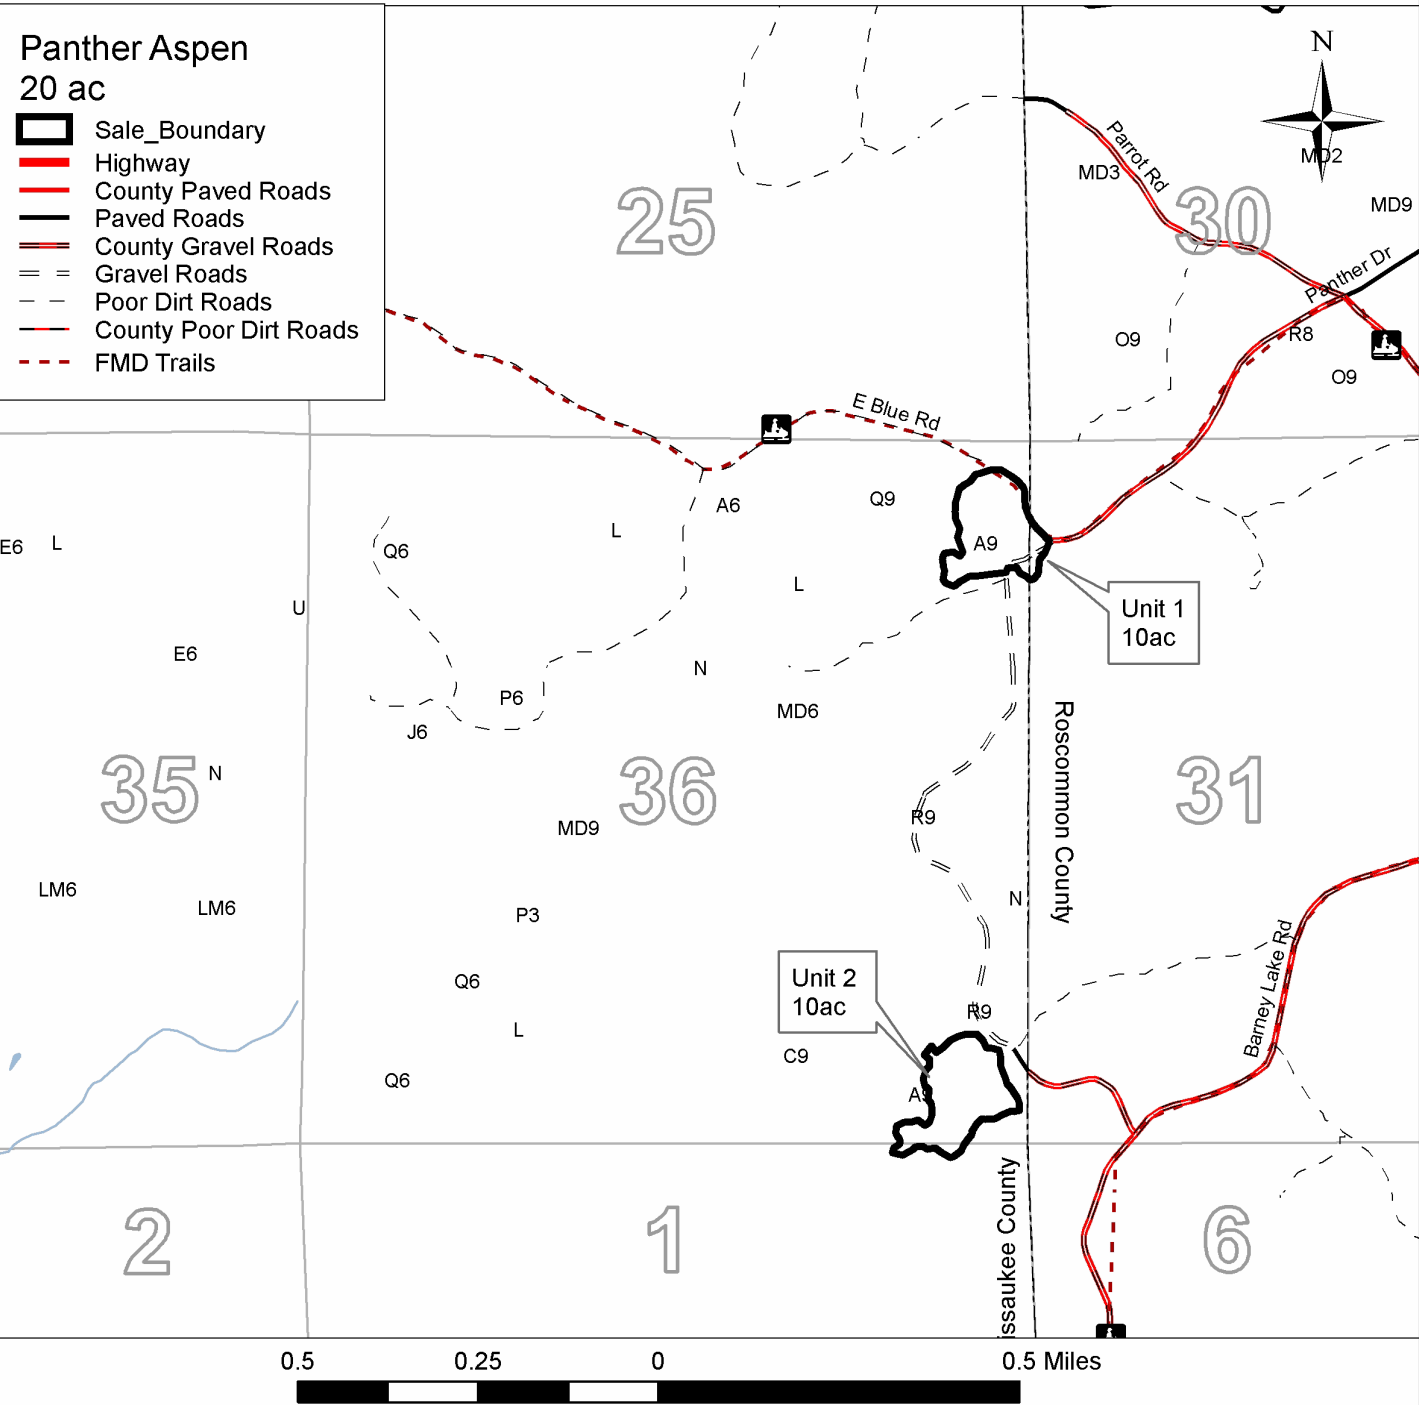 Panther Aspen
20 ac
Sale_Boundary
Highway
County Paved Roads
Paved Roads
County Gravel Roads
Gravel Roads
Poor Dirt Roads
County Poor Dirt Roads
FMD Trails
N
MD2
Parrot Rd
MD3
MD9
25
30
Panther Dr
R8
O9
O9
E Blue Rd
A6
Q9
L
E6
L
Q6
A9
L
U
Unit 1
10ac
E6
N
P6
MD6
J6
Roscommon County
35
N
36
31
R9
MD9
LM6
LM6
P3
N
Barney Lake Rd
Q6
Unit 2
10ac
R9
L
C9
Q6
issaukee County
2
1
6
0.5
0.25
0
0.5 Miles